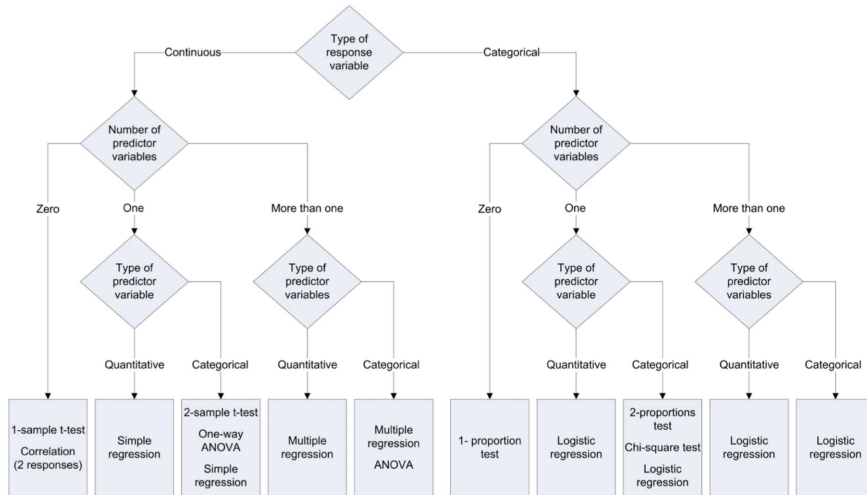 Type of
response
variable
Continuous
Categorical
Number of
predictor
variables
Number of
predictor
variables
Zero
One
More than one
Zero
One
More than one
Type of
predictor
variable
Type of
predictor
variables
Type of
predictor
variable
Type of
predictor
variables
Quantitative
Categorical
Quantitative
Categorical
Quantitative
Categorical
Quantitative
Categorical
1-sample t-test
Correlation
(2 responses)
Simple
regression
2-sample t-test
One-way
ANOVA
Simple
regression
Multiple
regression
Multiple
regression
ANOVA
1- proportion
test
Logistic
regression
2-proportions
test
Chi-square test
Logistic
regression
Logistic
regression
Logistic
regression